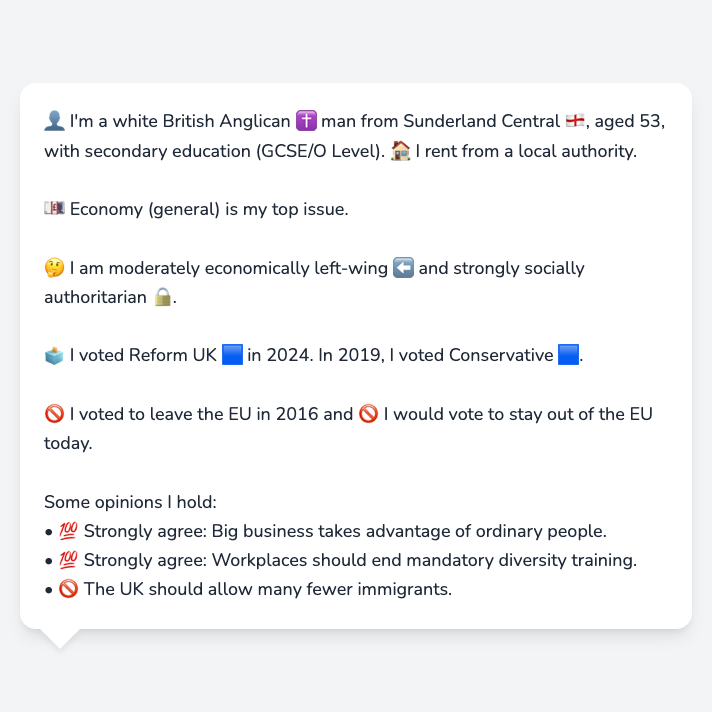 👤 I'm a white British Anglican ✝️ man from Sunderland Central 🏴󠁧󠁢󠁥󠁮󠁧󠁿, aged 53,
with secondary education (GCSE/O Level). 🏠 I rent from a local authority.
💷 Economy (general) is my top issue.
🤔 I am moderately economically left-wing ⬅️ and strongly socially
authoritarian 🔒.
🗳️ I voted Reform UK 🟦 in 2024. In 2019, I voted Conservative 🟦.
🚫 I voted to leave the EU in 2016 and 🚫 I would vote to stay out of the EU
today.
Some opinions I hold:
• 💯 Strongly agree: Big business takes advantage of ordinary people.
• 💯 Strongly agree: Workplaces should end mandatory diversity training.
• 🚫 The UK should allow many fewer immigrants.